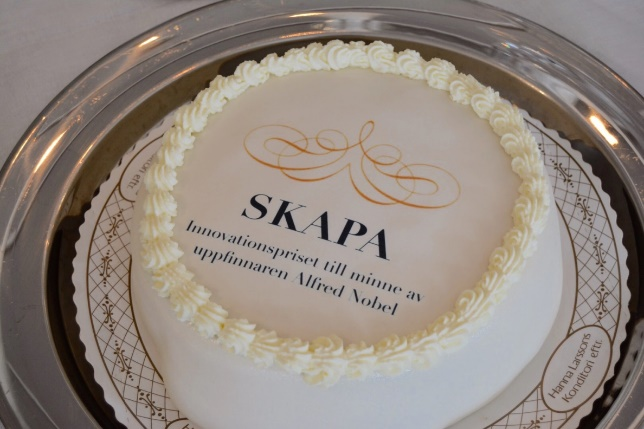 SKAPA
Innovationspriset till minne av
uppfinnaren Alfred Nobel
Hanna Larssons
Konditori eftr.